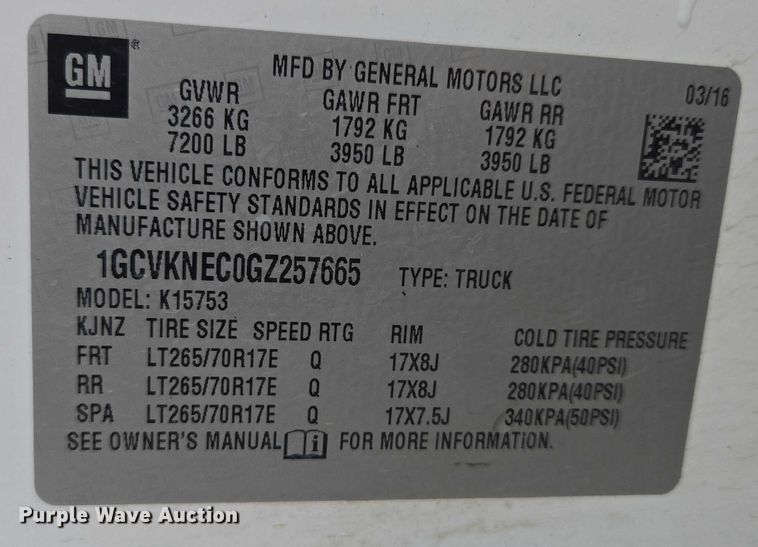 GM ®
MFD BY GENERAL MOTORS LLC
03/16
GVWR GAWR FRT GAWR RR
3266 KG 1792 KG 1792 KG
7200 LB 3950 LB 3950 LB
THIS VEHICLE CONFORMS TO ALL APPLICABLE U.S. FEDERAL MOTOR
VEHICLE SAFETY STANDARDS IN EFFECT ON THE DATE OF
MANUFACTURE SHOWN ABOVE.
1GCVKNEC0GZ257665 TYPE: TRUCK
MODEL: K15753
KJNZ TIRE SIZE SPEED RTG RIM COLD TIRE PRESSURE
FRT LT265/70R17E Q 17X8J 280KPA(40PSI)
RR LT265/70R17E Q 17X8J 280KPA(40PSI)
SPA LT265/70R17E Q 17X7.5J 340KPA(50PSI)
SEE OWNER'S MANUAL i FOR MORE INFORMATION.
Purple Wave Auction